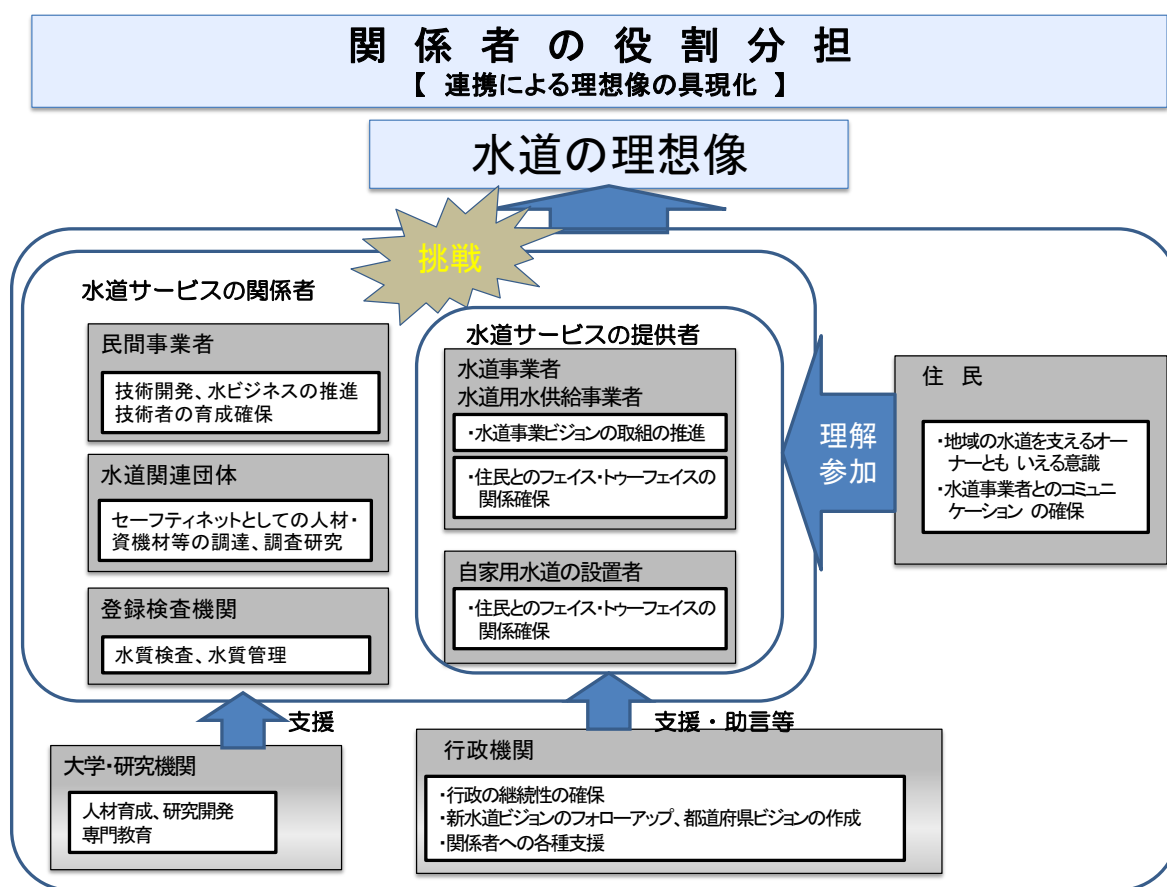 関係者の役割分担
【 連携による理想像の具現化 】
水道の理想像
挑戦
水道サービスの関係者
民間事業者
技術開発、水ビジネスの推進
技術者の育成確保
水道関連団体
セーフティネットとしての人材・
資機材等の調達、調査研究
登録検査機関
水質検査、水質管理
水道サービスの提供者
水道事業者
水道用水供給事業者
・水道事業ビジョンの取組の推進
・住民とのフェイス・トゥーフェイスの
関係確保
自家用水道の設置者
・住民とのフェイス・トゥーフェイスの
関係確保
理解
参加
住 民
・地域の水道を支えるオー
ナーとも いえる意識
・水道事業者とのコミュニ
ケーション の確保
支援
大学・研究機関
人材育成、研究開発
専門教育
支援・助言等
行政機関
・行政の継続性の確保
・新水道ビジョンのフォローアップ、都道府県ビジョンの作成
・関係者への各種支援